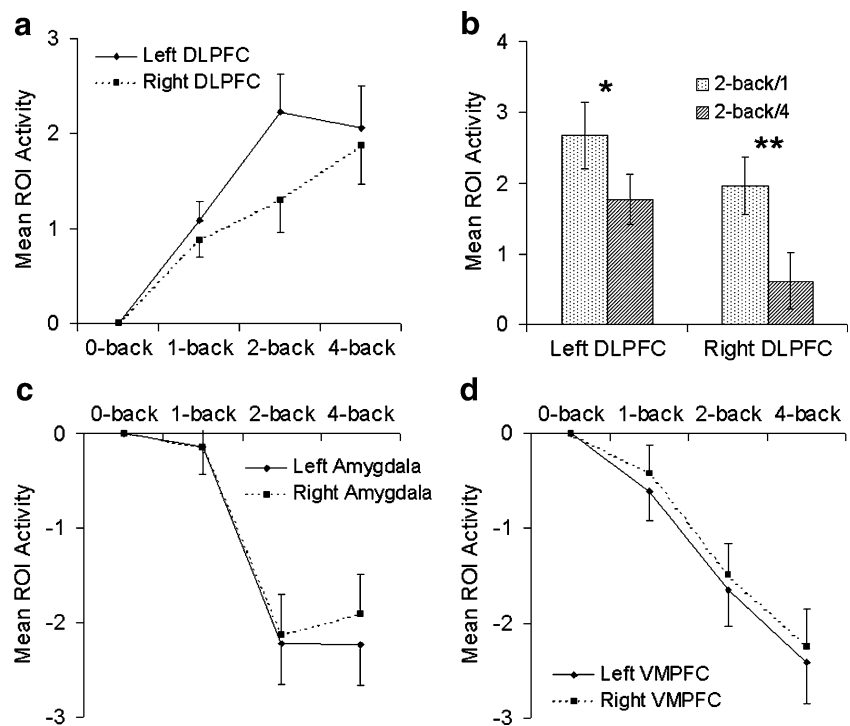 a
3
2
1
0
Mean ROI Activity
Left DLPFC
Right DLPFC
0-back 1-back 2-back 4-back
b
4
3
2
1
0
Mean ROI Activity
2-back/1
2-back/4
*
**
Left DLPFC Right DLPFC
c
0-back 1-back 2-back 4-back
0
-1
-2
-3
Mean ROI Activity
Left Amygdala
Right Amygdala
d
0-back 1-back 2-back 4-back
0
-1
-2
-3
Mean ROI Activity
Left VMPFC
Right VMPFC